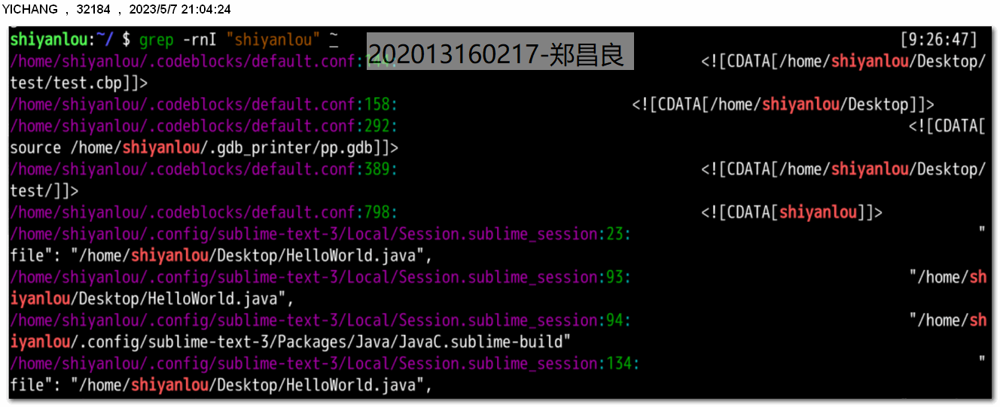 YICHANG , 32184 , 2023/5/7 21:04:24
shiyanlou:~/ $ grep -rnI "shiyanlou" ~ [9:26:47]
202013160217-郑昌良
/home/shiyanlou/.codeblocks/default.conf:144: <![CDATA[/home/shiyanlou/Desktop/
test/test.cbp]]>
/home/shiyanlou/.codeblocks/default.conf:158: <![CDATA[/home/shiyanlou/Desktop]]>
/home/shiyanlou/.codeblocks/default.conf:292: <![CDATA[
source /home/shiyanlou/.gdb_printer/pp.gdb]]>
/home/shiyanlou/.codeblocks/default.conf:389: <![CDATA[/home/shiyanlou/Desktop/
test/]]>
/home/shiyanlou/.codeblocks/default.conf:798: <![CDATA[shiyanlou]]>
/home/shiyanlou/.config/sublime-text-3/Local/Session.sublime_session:23: "
file": "/home/shiyanlou/Desktop/HelloWorld.java",
/home/shiyanlou/.config/sublime-text-3/Local/Session.sublime_session:93: "/home/sh
iyanlou/Desktop/HelloWorld.java",
/home/shiyanlou/.config/sublime-text-3/Local/Session.sublime_session:94: "/home/sh
iyanlou/.config/sublime-text-3/Packages/Java/JavaC.sublime-build"
/home/shiyanlou/.config/sublime-text-3/Local/Session.sublime_session:134: "
file": "/home/shiyanlou/Desktop/HelloWorld.java",